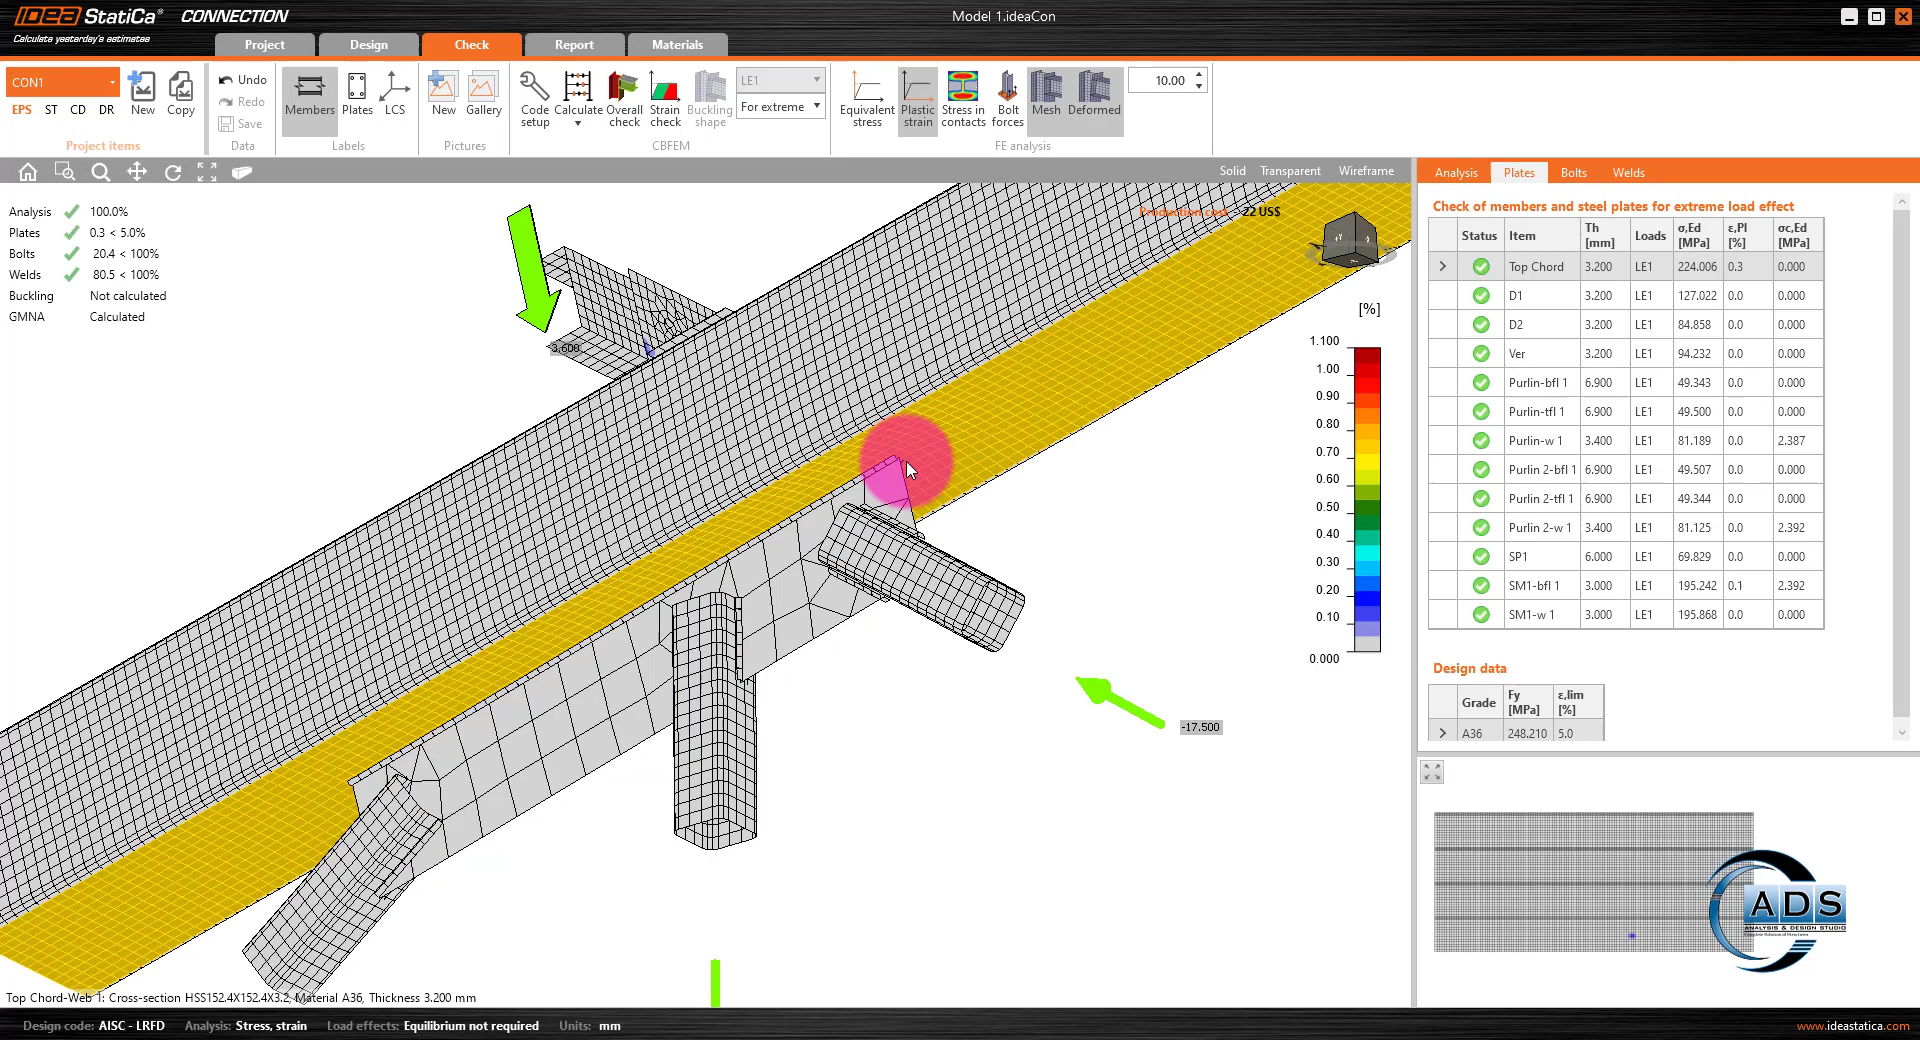 IDEA StatiCa® CONNECTION
Calculate yesterday's estimates
Model 1.ideaCon
Project Design Check Report Materials
CON1
EPS ST CD DR
New Copy
Project items
Undo
Redo
Save
Data
Members Plates LCS
Labels
New Gallery
Pictures
Code setup Calculate Overall check Strain check Buckling shape
LE1
For extreme
CBFEM
Equivalent stress Plastic strain Stress in contacts Bolt forces Mesh Deformed
10.00
FE analysis
Solid Transparent Wireframe
Analysis 100.0%
Plates 0.3 < 5.0%
Bolts 20.4 < 100%
Welds 80.5 < 100%
Buckling Not calculated
GMNA Calculated
Production cost - 22 US$
3.600
-17.500
[%]
1.100
1.00
0.90
0.80
0.70
0.60
0.50
0.40
0.30
0.20
0.10
0.000
Top Chord-Web 1: Cross-section HSS152.4X152.4X3.2, Material A36, Thickness 3.200 mm
Analysis Plates Bolts Welds
Check of members and steel plates for extreme load effect
Status Item Th [mm] Loads σ,Ed [MPa] ε,Pl [%] σc,Ed [MPa]
Top Chord 3.200 LE1 224.006 0.3 0.000
D1 3.200 LE1 127.022 0.0 0.000
D2 3.200 LE1 84.858 0.0 0.000
Ver 3.200 LE1 94.232 0.0 0.000
Purlin-bfl 1 6.900 LE1 49.343 0.0 0.000
Purlin-tfl 1 6.900 LE1 49.500 0.0 0.000
Purlin-w 1 3.400 LE1 81.189 0.0 2.387
Purlin 2-bfl 1 6.900 LE1 49.507 0.0 0.000
Purlin 2-tfl 1 6.900 LE1 49.344 0.0 0.000
Purlin 2-w 1 3.400 LE1 81.125 0.0 2.392
SP1 6.000 LE1 69.829 0.0 0.000
SM1-bfl 1 3.000 LE1 195.242 0.1 2.392
SM1-w 1 3.000 LE1 195.868 0.0 0.000
Design data
Grade Fy [MPa] ε,lim [%]
A36 248.210 5.0
ADS
ANALYSIS & DESIGN STUDIO
Complete Solution of Structures
Design code: AISC - LRFD Analysis: Stress, strain Load effects: Equilibrium not required Units: mm
www.ideastatica.com